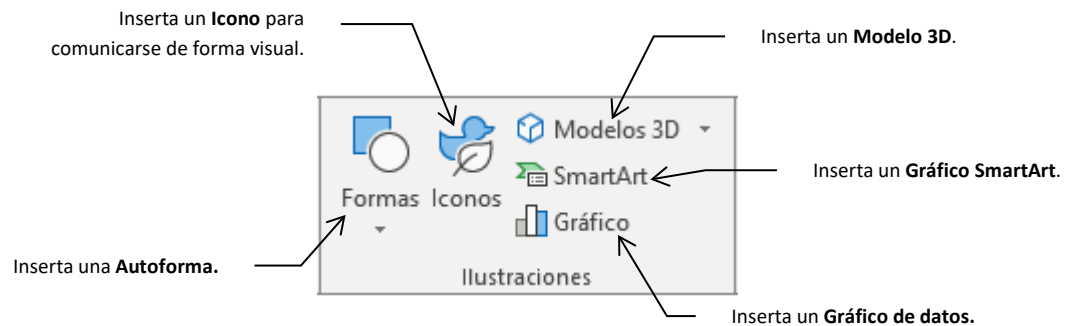 Inserta un Icono para
comunicarse de forma visual.
Inserta un Modelo 3D.
Modelos 3D
SmartArt
Formas
Iconos
Gráfico
Inserta un Gráfico SmartArt.
Inserta una Autoforma.
Ilustraciones
Inserta un Gráfico de datos.